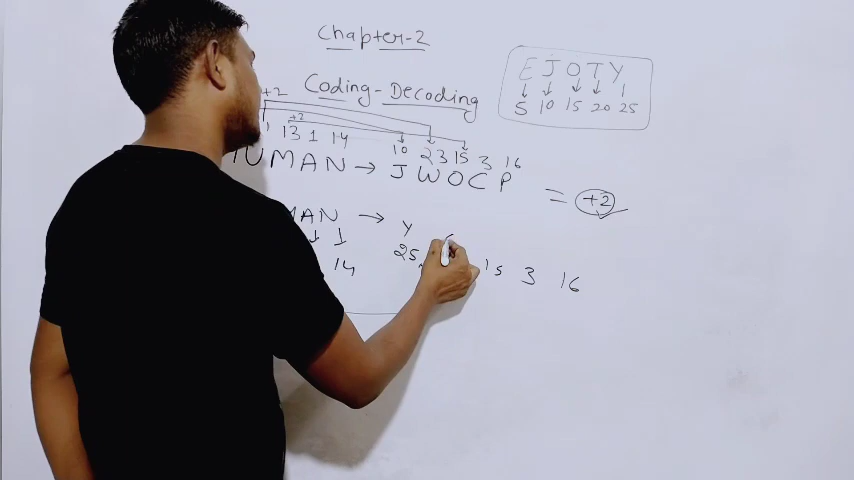 Chapter-2
Coding-Decoding
E J O T Y
5 10 15 20 25
+2
+2
13 1 14 10 23 15 3 16
UMAN → JWOCP
= +2
MAN → Y
25
14 15 3 16